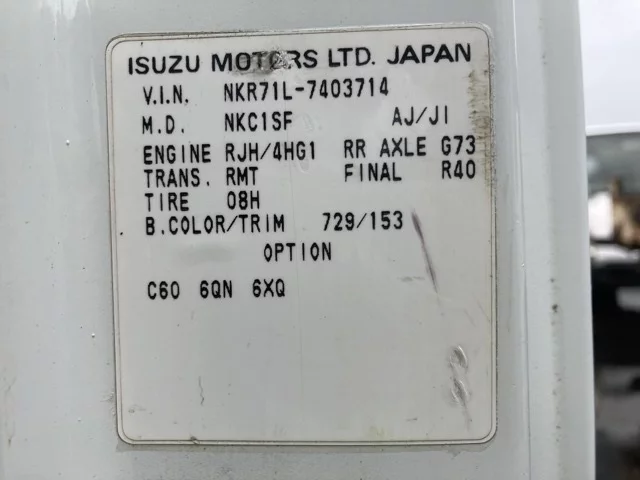 ISUZU MOTORS LTD. JAPAN
V.I.N. NKR71L-7403714
M.D. NKC1SF AJ/JI
ENGINE RJH/4HG1 RR AXLE G73
TRANS. RMT FINAL R40
TIRE 08H
B.COLOR/TRIM 729/153
OPTION
C60 6QN 6XQ